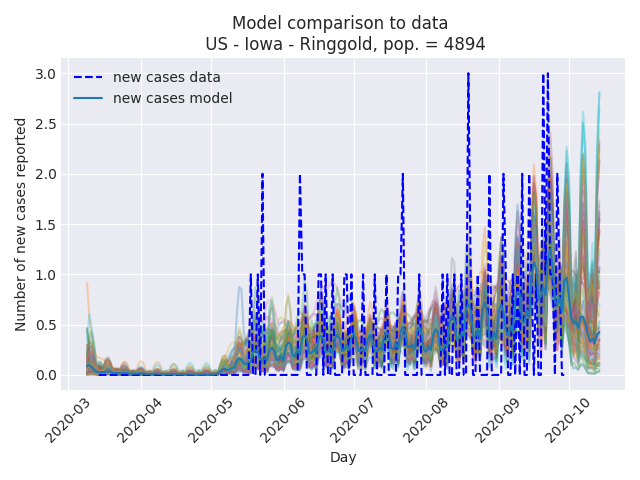 Model comparison to data
US - Iowa - Ringgold, pop. = 4894
new cases data
new cases model
Number of new cases reported
3.0
2.5
2.0
1.5
1.0
0.5
0.0
2020-03
2020-04
2020-05
2020-06
2020-07
2020-08
2020-09
2020-10
Day